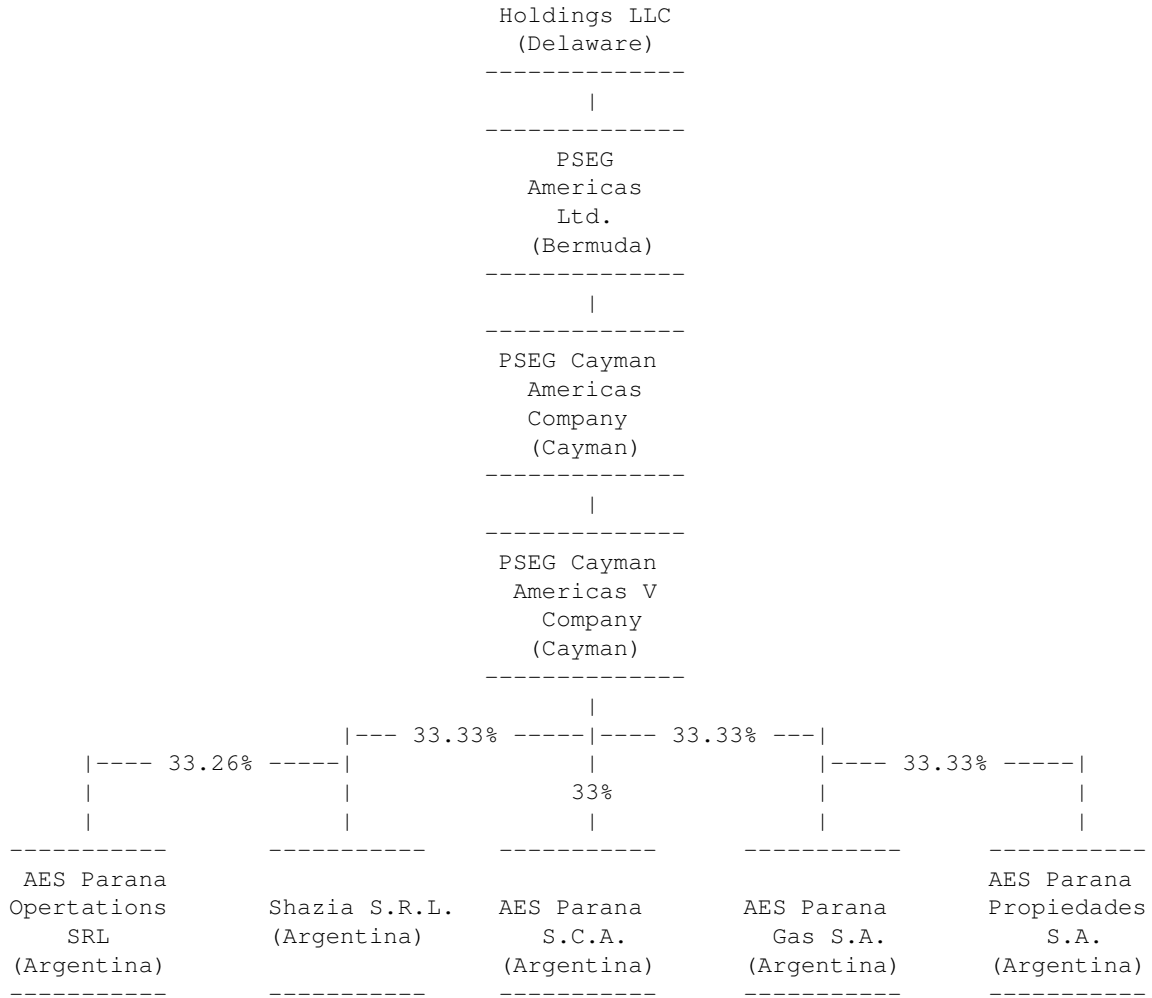 Holdings LLC
(Delaware)
--------------
|
--------------
PSEG
Americas
Ltd.
(Bermuda)
--------------
|
--------------
PSEG Cayman
Americas
Company
(Cayman)
--------------
|
--------------
PSEG Cayman
Americas V
Company
(Cayman)
--------------
|
|--- 33.33% -----|---- 33.33% ---|
|---- 33.26% -----| | |---- 33.33% -----|
| | 33% | |
| | | | |
----------- ----------- ----------- ----------- -----------
AES Parana AES Parana
Opertations Shazia S.R.L. AES Parana AES Parana Propiedades
SRL (Argentina) S.C.A. Gas S.A. S.A.
(Argentina) (Argentina) (Argentina) (Argentina)
----------- ----------- ----------- ----------- -----------